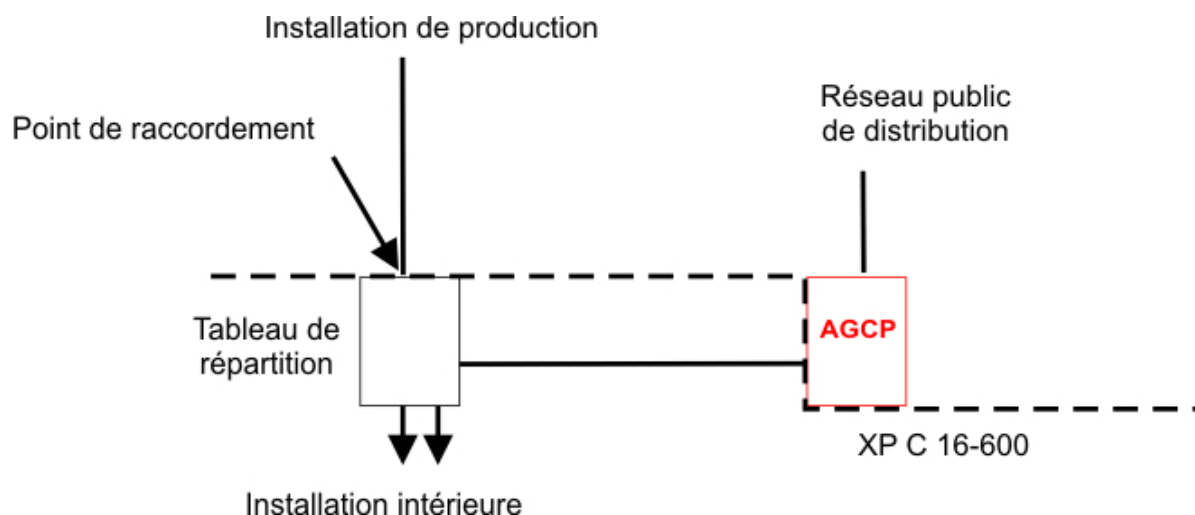 Installation de production
Réseau public
de distribution
Point de raccordement
Tableau de
répartition
AGCP
XP C 16-600
Installation intérieure